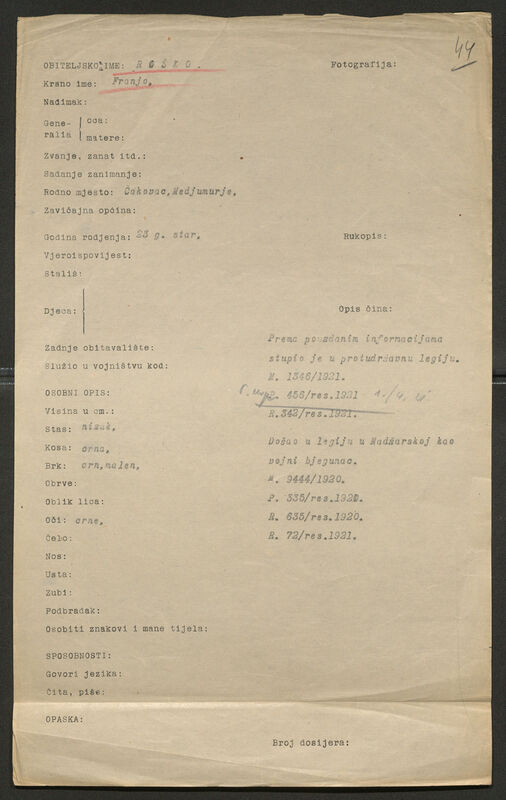 44
OBITELJSKO IME: ROŠKO.
Fotografija:
Krsno ime: Franjo,
Nadimak:
Gene-
ralia
oca:
matere:
Zvanje, zanat itd.:
Sadanje zanimanje:
Rodno mjesto: Čakovac, Medjumurje,
Zavičajna općina:
Godina rodjenja: 23 g. star,
Rukopis:
Vjeroispovijest:
Stališ:
Djeca:
Opis čina:
Zadnje obitavalište:
Služio u vojništvu kod:
Prema pouzdanim informacijama
stupio je u protudržavnu legiju.
M. 1346/1921.
P. 456/res.1921
R.342/res.1921.
Došao u legiju u Madžarskoj kao
vojni bjegunac.
M. 9444/1920.
P. 335/res.1920.
R. 635/res.1920.
R. 72/res.1921.
OSOBNI OPIS:
Visina u cm.:
Stas: nizak,
Kosa: crna,
Brk: crn, malen,
Obrve:
Oblik lica:
Oči: crne,
Čelo:
Nos:
Usta:
Zubi:
Podbradak:
Osobiti znakovi i mane tijela:
SPOSOBNOSTI:
Govori jezika:
Čita, piše:
OPASKA:
Broj dosijera: